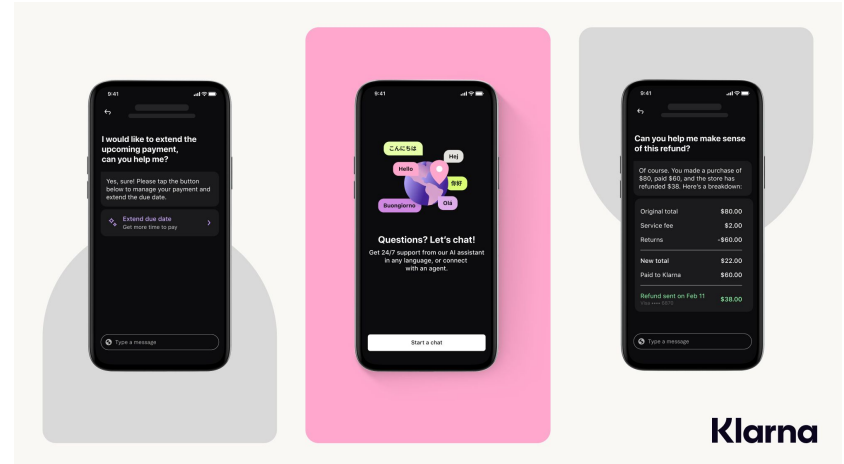 9:41
I would like to extend the
upcoming payment,
can you help me?
Yes, sure! Please tap the button
below to manage your payment and
extend the due date.
Extend due date
Get more time to pay
Type a message
9:41
こんにちは
Hej
Hello
你好
Buongiorno
Olá
Questions? Let's chat!
Get 24/7 support from our AI assistant
in any language, or connect
with an agent.
Start a chat
9:41
Can you help me make sense
of this refund?
Of course. You made a purchase of
$80, paid $60, and the store has
refunded $38. Here's a breakdown:
Original total $80.00
Service fee $2.00
Returns -$60.00
New total $22.00
Paid to Klarna $60.00
Refund sent on Feb 11 $38.00
Visa ••••
Type a message
Klarna